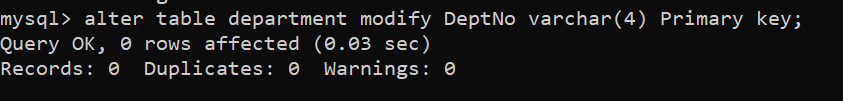 mysql> alter table department modify DeptNo varchar(4) Primary key;
Query OK, 0 rows affected (0.03 sec)
Records: 0  Duplicates: 0  Warnings: 0